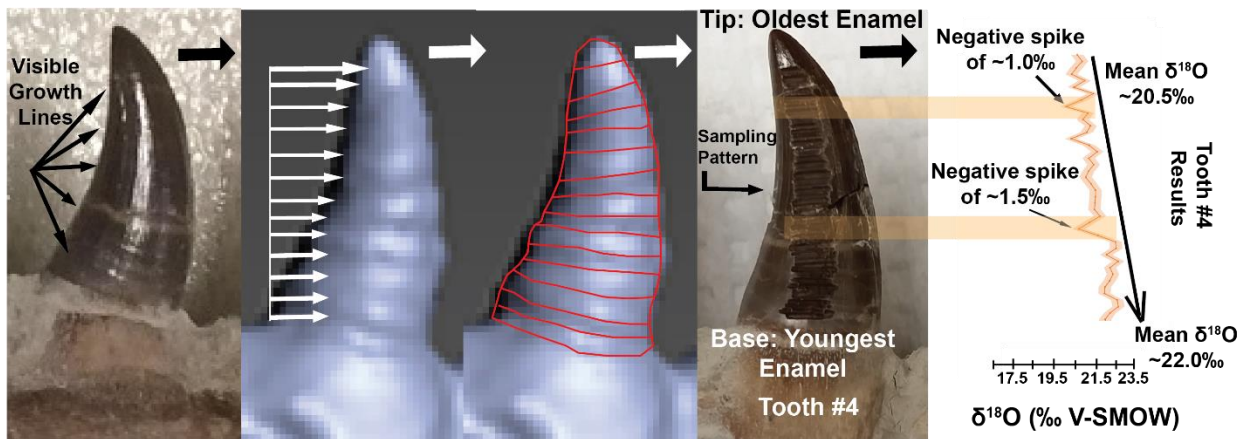 Visible
Growth
Lines
Tip: Oldest Enamel
Sampling
Pattern
Base: Youngest
Enamel
Tooth #4
Negative spike
of ~1.0‰
Mean δ¹⁸O
~20.5‰
Negative spike
of ~1.5‰
Tooth #4
Results
Mean δ¹⁸O
~22.0‰
17.5 19.5 21.5 23.5
δ¹⁸O (‰ V-SMOW)